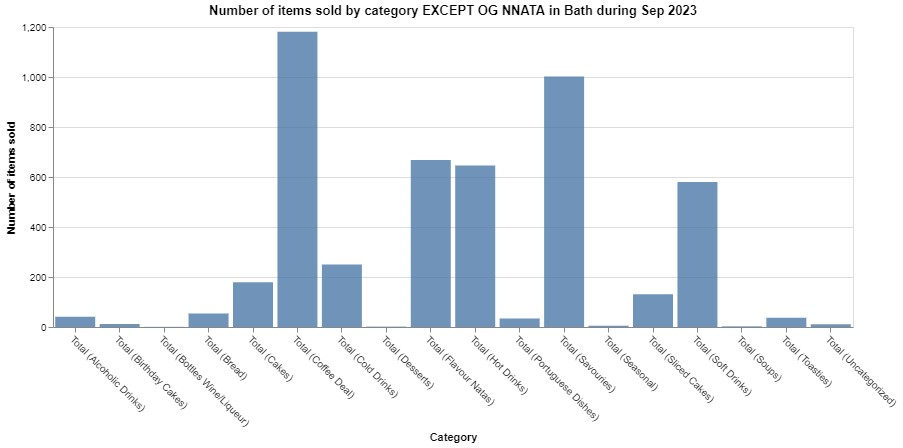 Number of items sold by category EXCEPT OG NNATA in Bath during Sep 2023
Number of items sold
1,200
1,000
800
600
400
200
0
Total (Alcoholic Drinks)
Total (Birthday Cakes)
Total (Bottles Wine/Liqueur)
Total (Bread)
Total (Cakes)
Total (Coffee Deal)
Total (Cold Drinks)
Total (Desserts)
Total (Flavour Natas)
Total (Hot Drinks)
Total (Portuguese Dishes)
Total (Savouries)
Total (Seasonal)
Total (Sliced Cakes)
Total (Soft Drinks)
Total (Soups)
Total (Toasties)
Total (Uncategorized)
Category